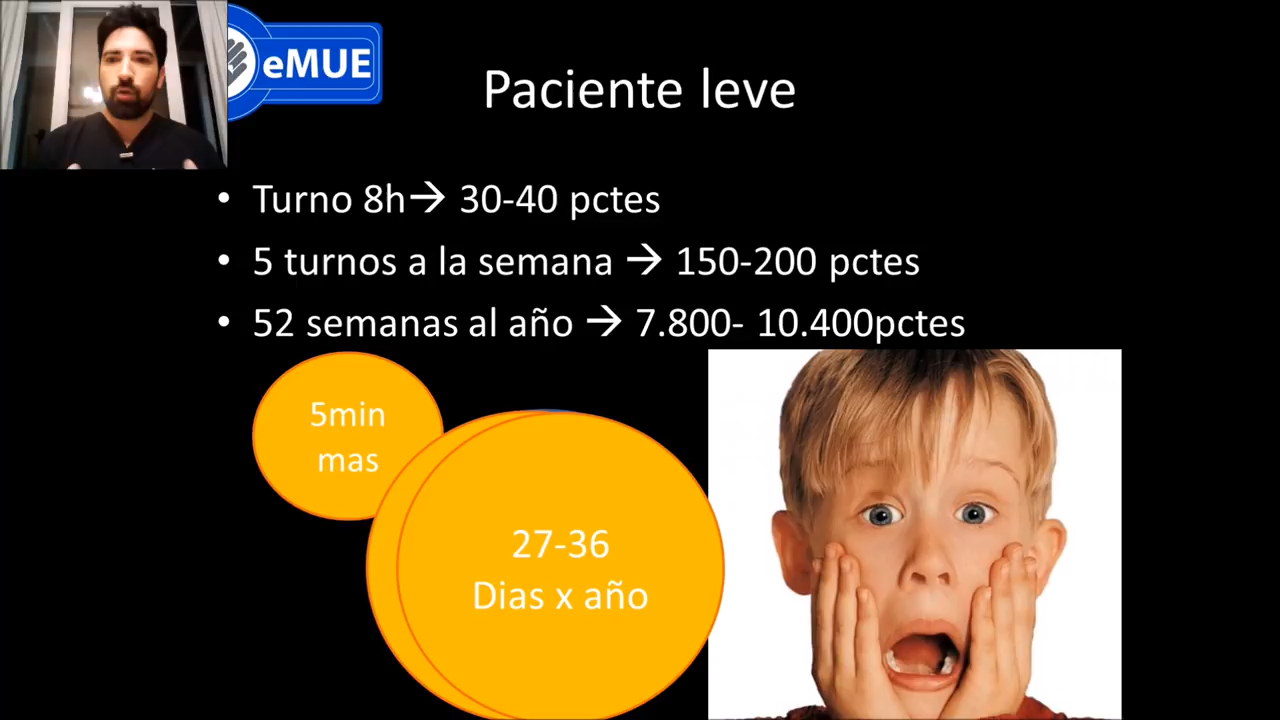 eMUE
Paciente leve
• Turno 8h→ 30-40 pctes
• 5 turnos a la semana → 150-200 pctes
• 52 semanas al año → 7.800- 10.400pctes
5min
mas
27-36
Dias x año